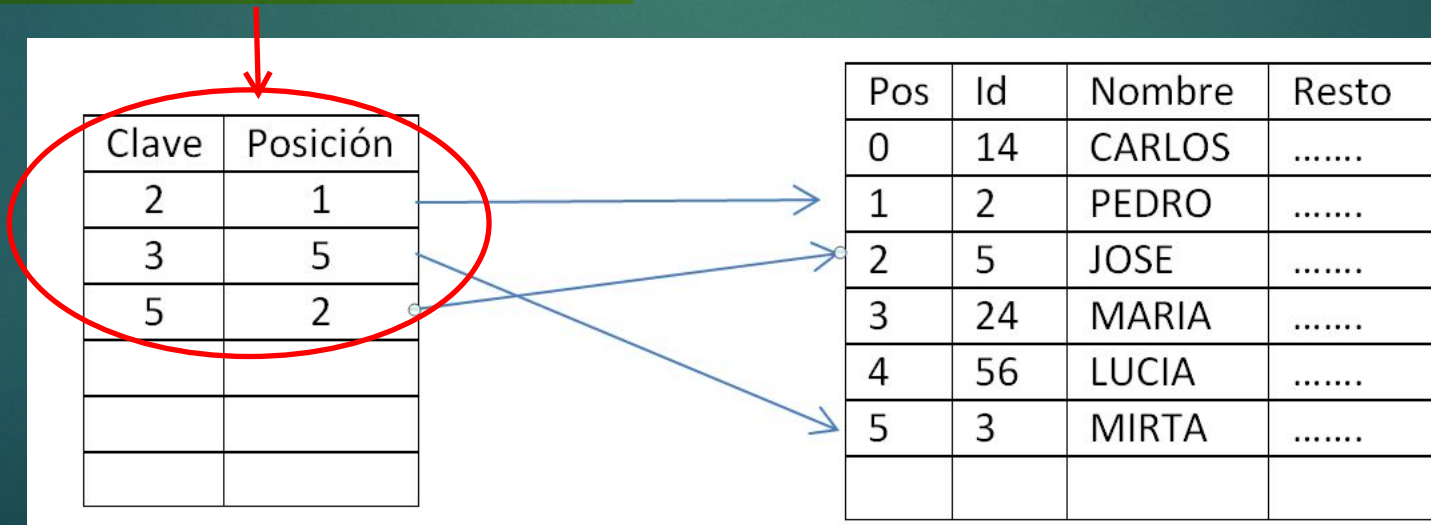 Clave Posición
2 1
3 5
5 2
Pos Id Nombre Resto
0 14 CARLOS .......
1 2 PEDRO .......
2 5 JOSE .......
3 24 MARIA .......
4 56 LUCIA .......
5 3 MIRTA .......